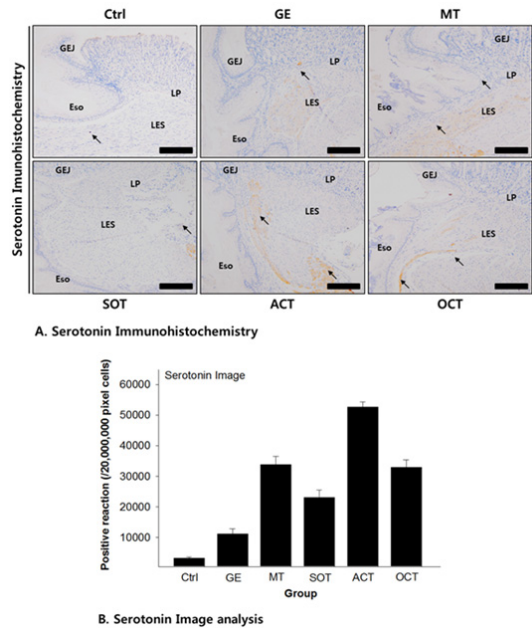 Ctrl GE MT
Serotonin Imunohistochemistry
GEJ LP Eso LES
GEJ LP LES Eso
GEJ LP Eso LES
GEJ LP LES Eso
GEJ LP LES Eso
GEJ LP LES Eso
SOT ACT OCT
A. Serotonin Immunohistochemistry
Serotonin Image
Positive reaction (/20,000,000 pixel cells)
60000
50000
40000
30000
20000
10000
Ctrl GE MT SOT ACT OCT
Group
B. Serotonin Image analysis